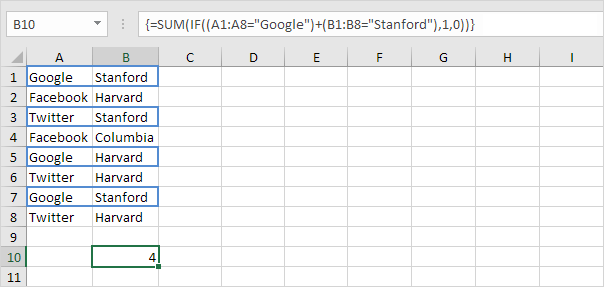 B10 {=SUM(IF((A1:A8="Google")+(B1:B8="Stanford"),1,0))}
A B C D E F G H I
1 Google Stanford
2 Facebook Harvard
3 Twitter Stanford
4 Facebook Columbia
5 Google Harvard
6 Twitter Harvard
7 Google Stanford
8 Twitter Harvard
9
10 4
11